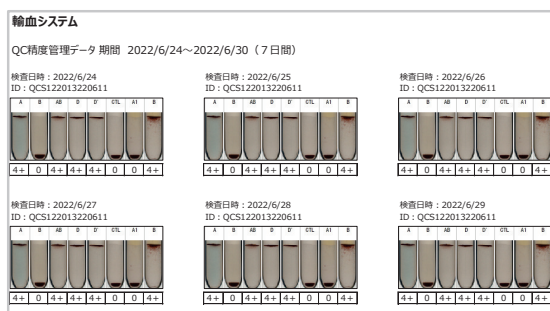 輸血システム
QC精度管理データ 期間 2022/6/24～2022/6/30（７日間）
検査日時：2022/6/24
ID：QCS122013220611
A B AB D D' CTL A1 B
4+ 0 4+ 4+ 4+ 0 0 4+
検査日時：2022/6/25
ID：QCS122013220611
A B AB D D' CTL A1 B
4+ 0 4+ 4+ 4+ 0 0 4+
検査日時：2022/6/26
ID：QCS122013220611
A B AB D D' CTL A1 B
4+ 0 4+ 4+ 4+ 0 0 4+
検査日時：2022/6/27
ID：QCS122013220611
A B AB D D' CTL A1 B
4+ 0 4+ 4+ 4+ 0 0 4+
検査日時：2022/6/28
ID：QCS122013220611
A B AB D D' CTL A1 B
4+ 0 4+ 4+ 4+ 0 0 4+
検査日時：2022/6/29
ID：QCS122013220611
A B AB D D' CTL A1 B
4+ 0 4+ 4+ 4+ 0 0 4+